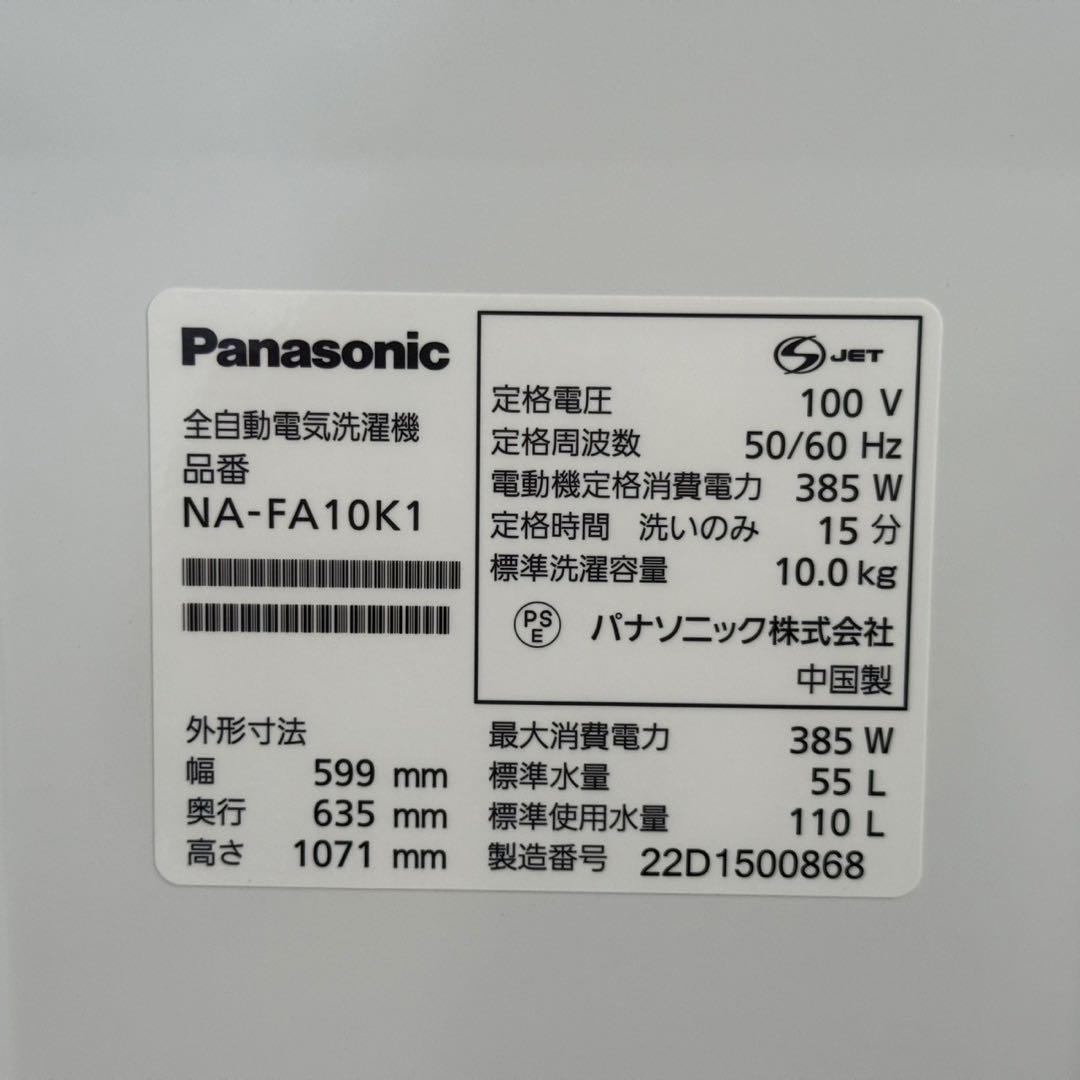 Panasonic
全自動電気洗濯機
品番
NA-FA10K1
S JET
定格電圧 100 V
定格周波数 50/60 Hz
電動機定格消費電力 385 W
定格時間 洗いのみ 15 分
標準洗濯容量 10.0 kg
PS
E
パナソニック株式会社
中国製
外形寸法
幅 599 mm
奥行 635 mm
高さ 1071 mm
最大消費電力 385 W
標準水量 55 L
標準使用水量 110 L
製造番号 22D1500868